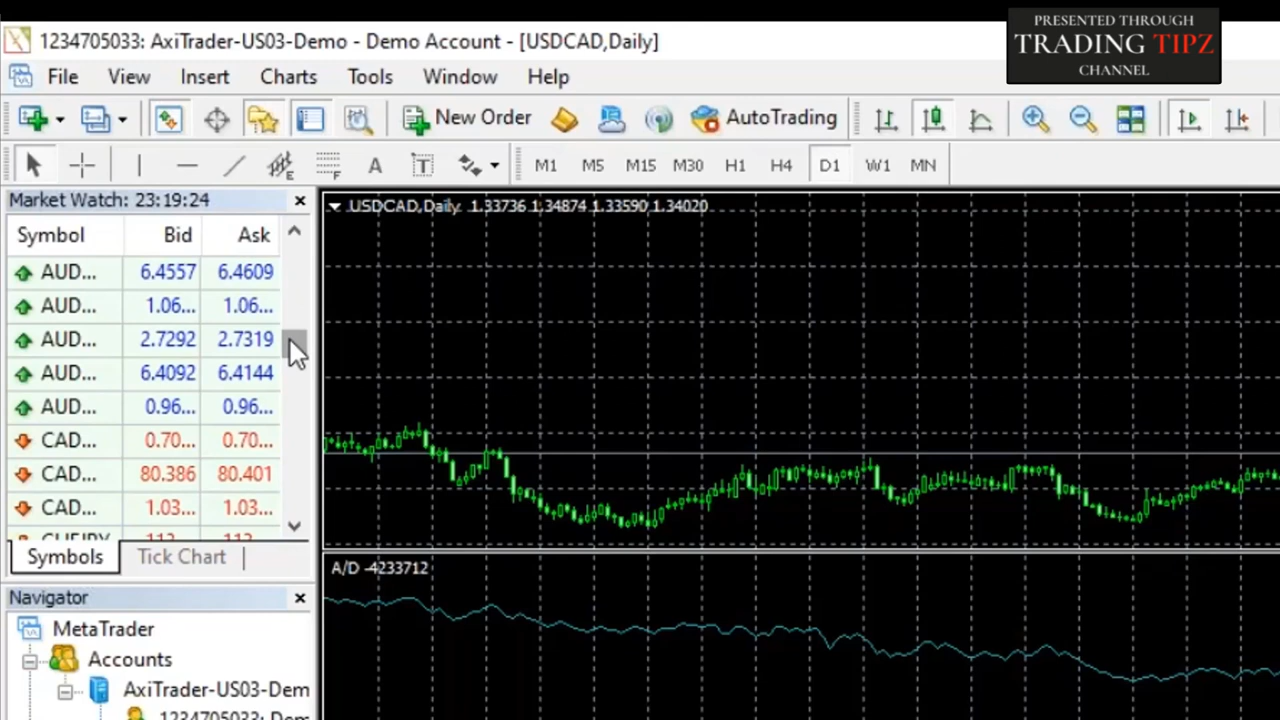 PRESENTED THROUGH
TRADING TIPZ
CHANNEL
1234705033: AxiTrader-US03-Demo - Demo Account - [USDCAD,Daily]
File View Insert Charts Tools Window Help
New Order AutoTrading
A T M1 M5 M15 M30 H1 H4 D1 W1 MN
Market Watch: 23:19:24
Symbol Bid Ask
AUD... 6.4557 6.4609
AUD... 1.06... 1.06...
AUD... 2.7292 2.7319
AUD... 6.4092 6.4144
AUD... 0.96... 0.96...
CAD... 0.70... 0.70...
CAD... 80.386 80.401
CAD... 1.03... 1.03...
Symbols Tick Chart
USDCAD,Daily 1.33736 1.34874 1.33590 1.34020
A/D -4233712
Navigator
MetaTrader
Accounts
AxiTrader-US03-Dem
1234705033: Dem